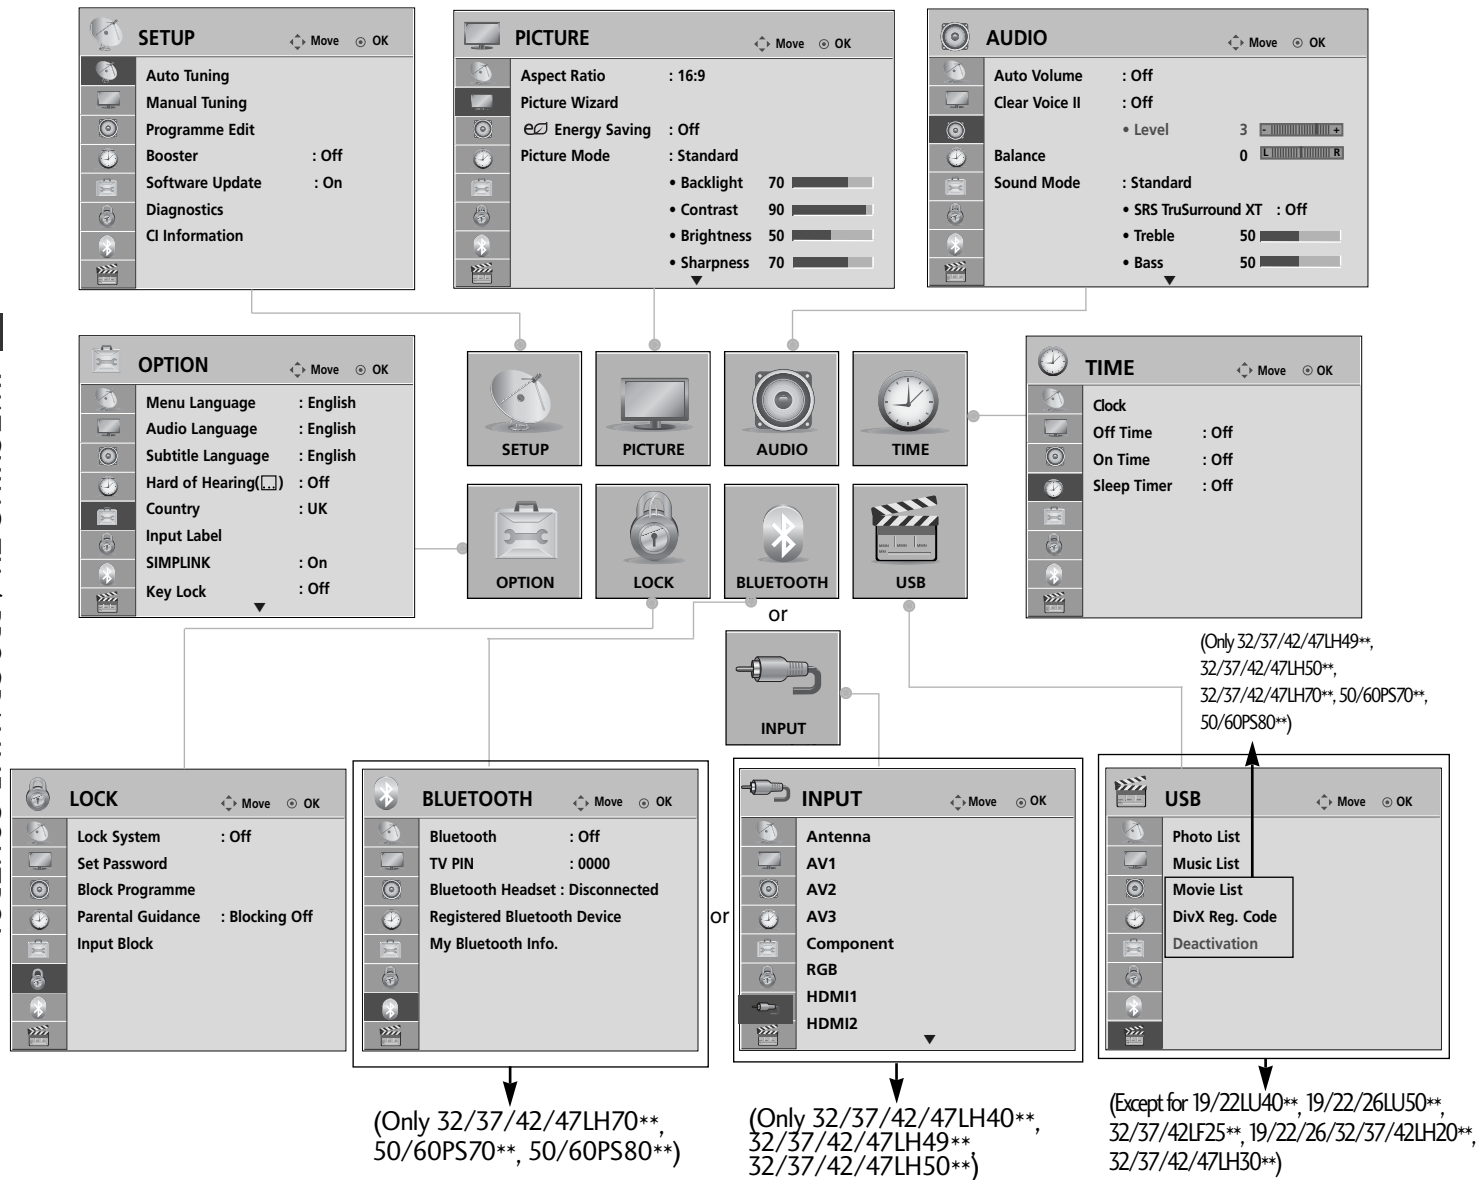 SETUP Move OK
Auto Tuning
Manual Tuning
Programme Edit
Booster : Off
Software Update : On
Diagnostics
CI Information
PICTURE Move OK
Aspect Ratio : 16:9
Picture Wizard
Energy Saving : Off
Picture Mode : Standard
• Backlight 70
• Contrast 90
• Brightness 50
• Sharpness 70
AUDIO Move OK
Auto Volume : Off
Clear Voice II : Off
• Level 3 - +
Balance 0 L R
Sound Mode : Standard
• SRS TruSurround XT : Off
• Treble 50
• Bass 50
OPTION Move OK
Menu Language : English
Audio Language : English
Subtitle Language : English
Hard of Hearing( ) : Off
Country : UK
Input Label
SIMPLINK : On
Key Lock : Off
SETUP
PICTURE
AUDIO
TIME
OPTION
LOCK
BLUETOOTH
USB
or
INPUT
TIME Move OK
Clock
Off Time : Off
On Time : Off
Sleep Timer : Off
(Only 32/37/42/47LH49**,
32/37/42/47LH50**,
32/37/42/47LH70**, 50/60PS70**,
50/60PS80**)
LOCK Move OK
Lock System : Off
Set Password
Block Programme
Parental Guidance : Blocking Off
Input Block
BLUETOOTH Move OK
Bluetooth : Off
TV PIN : 0000
Bluetooth Headset : Disconnected
Registered Bluetooth Device
My Bluetooth Info.
or
INPUT Move OK
Antenna
AV1
AV2
AV3
Component
RGB
HDMI1
HDMI2
USB Move OK
Photo List
Music List
Movie List
DivX Reg. Code
Deactivation
(Only 32/37/42/47LH70**,
50/60PS70**, 50/60PS80**)
(Only 32/37/42/47LH40**,
32/37/42/47LH49**,
32/37/42/47LH50**)
(Except for 19/22LU40**, 19/22/26LU50**,
32/37/42LF25**, 19/22/26/32/37/42LH20**,
32/37/42/47LH30**)